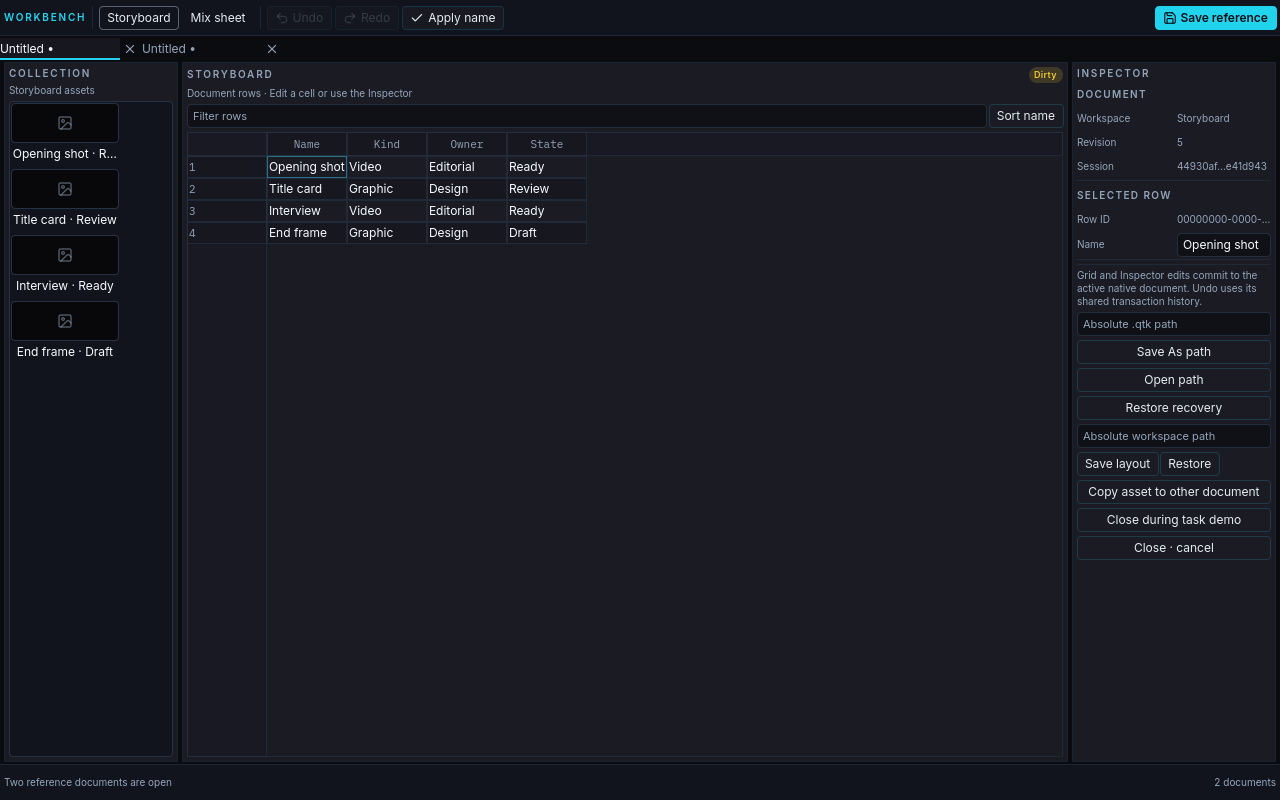 WORKBENCH Storyboard Mix sheet Undo Redo Apply name Save reference
Untitled • Untitled •
COLLECTION
Storyboard assets
Opening shot · R...
Title card · Review
Interview · Ready
End frame · Draft
STORYBOARD Dirty
Document rows · Edit a cell or use the Inspector
Filter rows Sort name
Name Kind Owner State
1 Opening shot Video Editorial Ready
2 Title card Graphic Design Review
3 Interview Video Editorial Ready
4 End frame Graphic Design Draft
INSPECTOR
DOCUMENT
Workspace Storyboard
Revision 5
Session 44930af...e41d943
SELECTED ROW
Row ID 00000000-0000-...
Name Opening shot
Grid and Inspector edits commit to the
active native document. Undo uses its
shared transaction history.
Absolute .qtk path
Save As path
Open path
Restore recovery
Absolute workspace path
Save layout Restore
Copy asset to other document
Close during task demo
Close · cancel
Two reference documents are open 2 documents